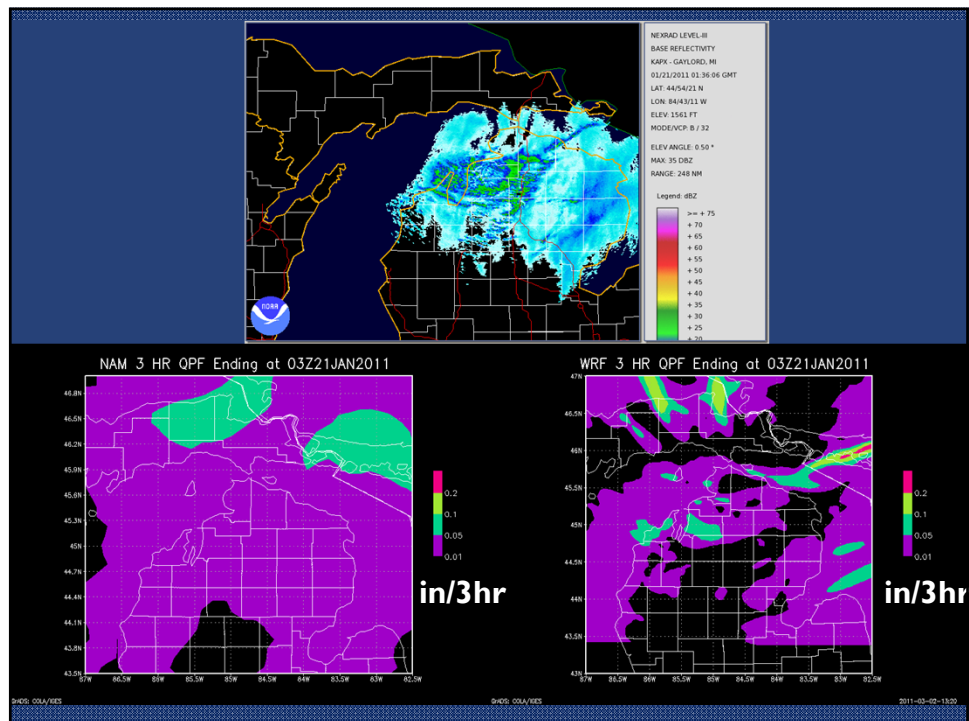 NEXRAD LEVEL-III
BASE REFLECTIVITY
KAPX - GAYLORD, MI
01/21/2011 01:36:06 GMT
LAT: 44/54/21 N
LON: 84/43/11 W
ELEV: 1561 FT
MODE/VCP: B / 32
ELEV ANGLE: 0.50 °
MAX: 35 DBZ
RANGE: 248 NM
Legend: dBZ
>= + 75
+ 70
+ 65
+ 60
+ 55
+ 50
+ 45
+ 40
+ 35
+ 30
+ 25
+ 20
NOAA
NAM 3 HR QPF Ending at 03Z21JAN2011
46.8N
46.5N
46.2N
45.9N
45.6N
45.3N
45N
44.7N
44.4N
44.1N
43.8N
43.5N
87W 86.5W 86W 85.5W 85W 84.5W 84W 83.5W 83W 82.5W
0.2
0.1
0.05
0.01
in/3hr
GrADS: COLA/IGES
WRF 3 HR QPF Ending at 03Z21JAN2011
47N
46.5N
46N
45.5N
45N
44.5N
44N
43.5N
43N
87W 86.5W 86W 85.5W 85W 84.5W 84W 83.5W 83W 82.5W
0.2
0.1
0.05
0.01
in/3hr
GrADS: COLA/IGES
2011-03-02-13:20